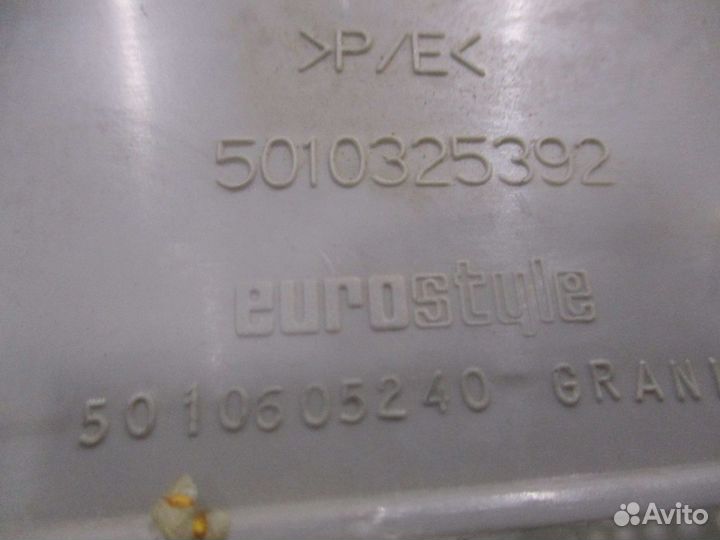 >P/E<
5010325392
eurostyle
5010605240 GRAN
Avito